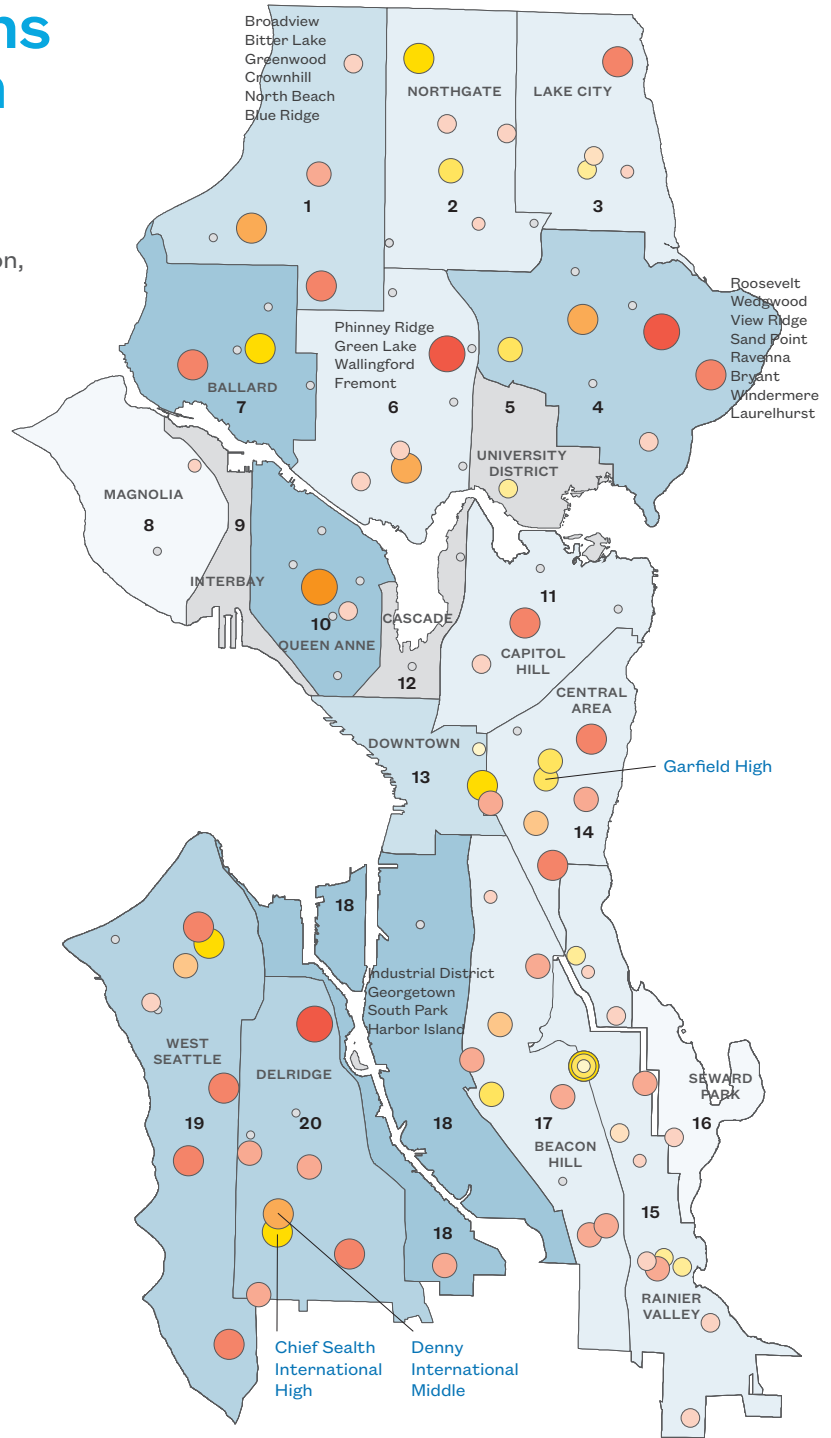 ns
n
on,
Broadview
Bitter Lake
Greenwood
Crownhill
North Beach
Blue Ridge
NORTHGATE
LAKE CITY
1
2
3
Roosevelt
Wedgwood
View Ridge
Sand Point
Ravenna
Bryant
Windermere
Laurelhurst
Phinney Ridge
Green Lake
Wallingford
Fremont
BALLARD
7
6
5
4
UNIVERSITY
DISTRICT
MAGNOLIA
8
9
INTERBAY
10
QUEEN ANNE
CASCADE
12
11
CAPITOL
HILL
CENTRAL
AREA
DOWNTOWN
13
Garfield High
14
18
Industrial District
Georgetown
South Park
Harbor Island
WEST
SEATTLE
19
DELRIDGE
20
18
17
BEACON
HILL
SEWARD
PARK
16
15
18
RAINIER
VALLEY
Chief Sealth
International
High
Denny
International
Middle